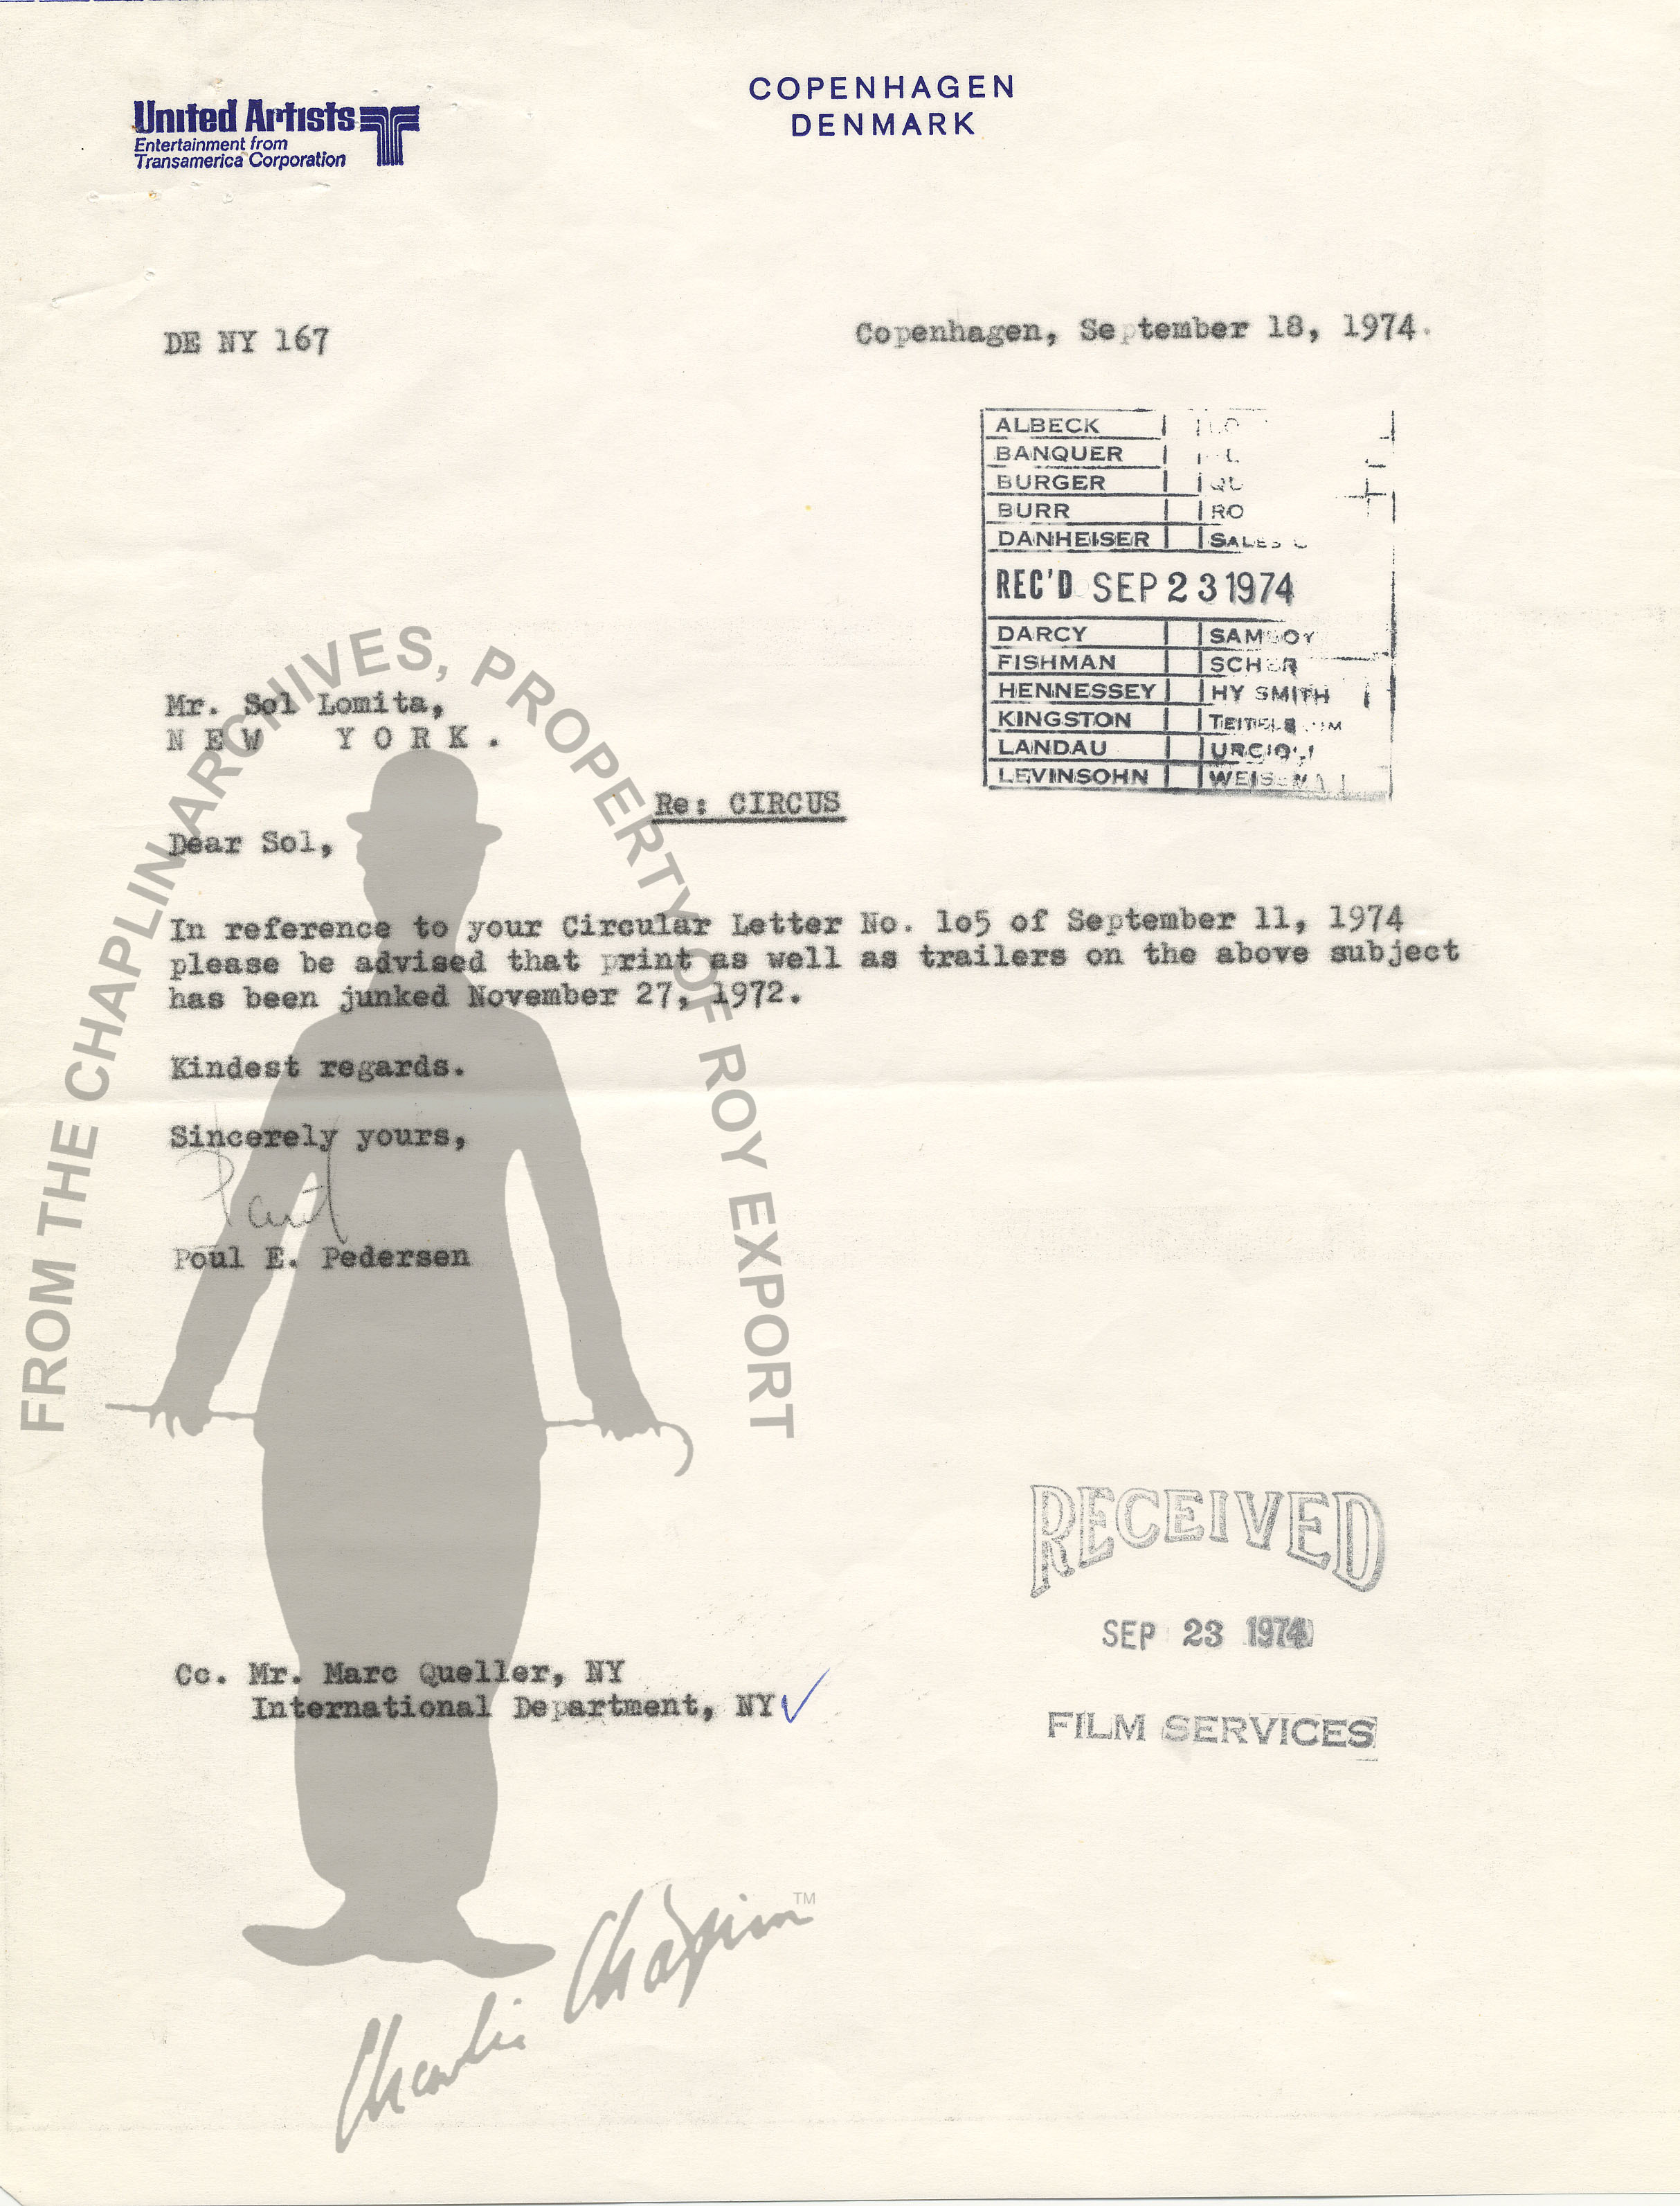 United Artists
Entertainment from
Transamerica Corporation
COPENHAGEN
DENMARK
DE NY 167
Copenhagen, September 18, 1974.
ALBECK
BANQUER
BURGER
BURR RO
DANHEISER SALES
REC'D SEP 23 1974
DARCY
FISHMAN
HENNESSEY HY SMITH
KINGSTON
LANDAU
LEVINSOHN
Mr. Sol Lomita,
NEW YORK.
Re: CIRCUS
Dear Sol,
In reference to your Circular Letter No. 1o5 of September 11, 1974
please be advised that print as well as trailers on the above subject
has been junked November 27, 1972.
Kindest regards.
Sincerely yours,
Poul
Poul E. Pedersen
Cc. Mr. Marc Queller, NY
International Department, NY
RECEIVED
SEP 23 1974
FILM SERVICES
FROM THE CHAPLIN ARCHIVES, PROPERTY OF ROY EXPORT
Charlie Chaplin TM